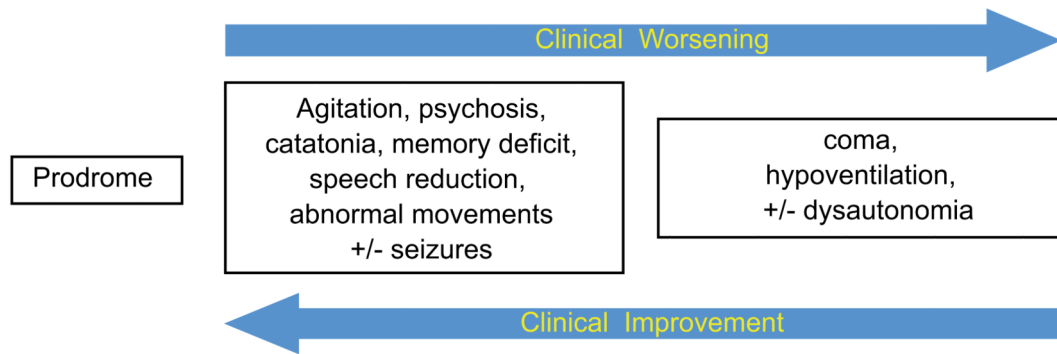 Clinical Worsening
Prodrome
Agitation, psychosis,
catatonia, memory deficit,
speech reduction,
abnormal movements
+/- seizures
coma,
hypoventilation,
+/- dysautonomia
Clinical Improvement